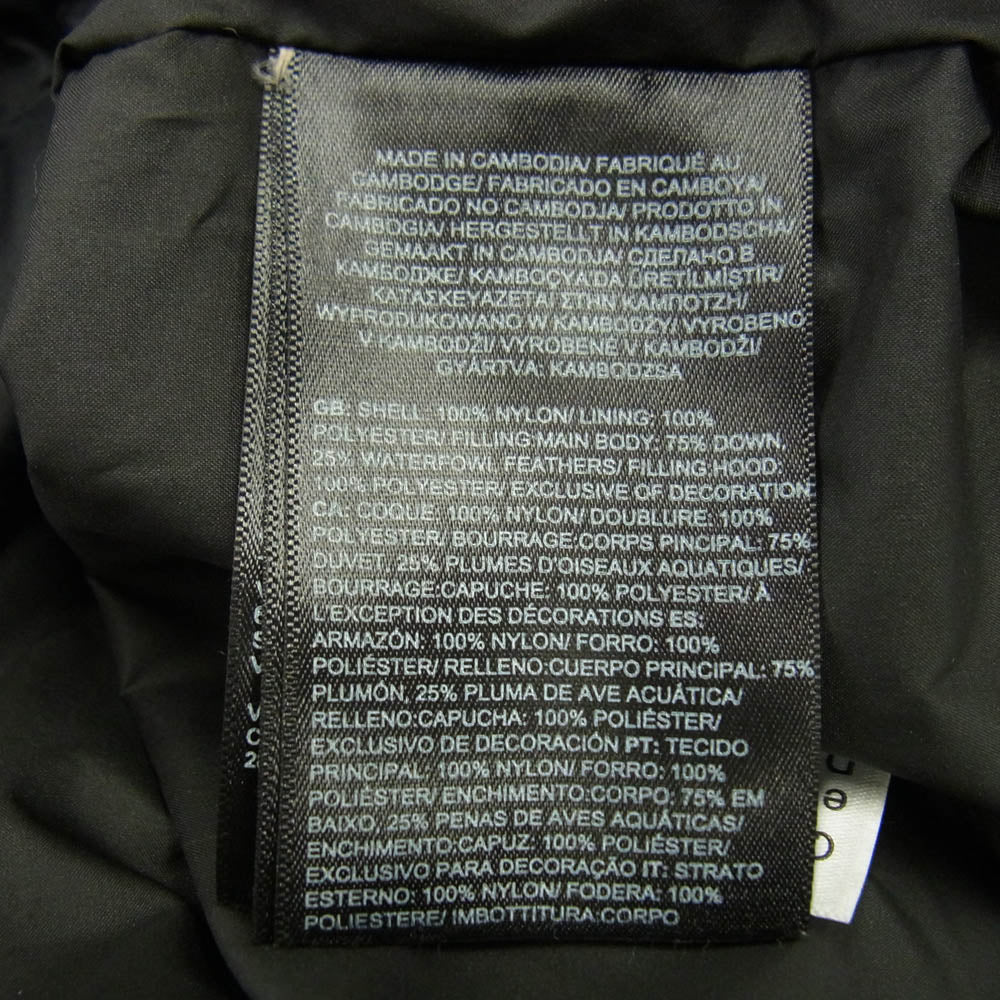 MADE IN CAMBODIA/ FABRIQUÉ AU
CAMBODGE/ FABRICADO EN CAMBOYA/
FABRICADO NO CAMBODJA/ PRODOTTO IN
CAMBOGIA/ HERGESTELLT IN KAMBODSCHA/
GEMAAKT IN CAMBODJA/ СДЕЛАНО В
КАМБОДЖЕ/ KAMBOÇYADA ÜRETILMISTIR/
ΚΑΤΑΣΚΕΥΑΖΕΤΑΙ ΣΤΗΝ ΚΑΜΠΟΤΖΗ/
WYPRODUKOWANO W KAMBODZY/ VYROBENO
V KAMBODŽI/ VYROBENÉ V KAMBODŽI/
GYÁRTVA: KAMBODZSA
GB: SHELL: 100% NYLON/ LINING: 100%
POLYESTER/ FILLING MAIN BODY: 75% DOWN,
25% WATERFOWL FEATHERS/ FILLING:HOOD:
100% POLYESTER/ EXCLUSIVE OF DECORATION
CA: COQUE: 100% NYLON/ DOUBLURE: 100%
POLYESTER/ BOURRAGE:CORPS PINCIPAL: 75%
DUVET, 25% PLUMES D'OISEAUX AQUATIQUES/
BOURRAGE:CAPUCHE: 100% POLYESTER/ À
L'EXCEPTION DES DÉCORATIONS ES:
ARMAZÓN: 100% NYLON/ FORRO: 100%
POLIÉSTER/ RELLENO:CUERPO PRINCIPAL: 75%
PLUMÓN, 25% PLUMA DE AVE ACUÁTICA/
RELLENO:CAPUCHA: 100% POLIÉSTER/
EXCLUSIVO DE DECORACIÓN PT: TECIDO
PRINCIPAL: 100% NYLON/ FORRO: 100%
POLIÉSTER/ ENCHIMENTO:CORPO: 75% EM
BAIXO, 25% PENAS DE AVES AQUÁTICAS/
ENCHIMENTO:CAPUZ: 100% POLIÉSTER/
EXCLUSIVO PARA DECORAÇÃO IT: STRATO
ESTERNO: 100% NYLON/ FODERA: 100%
POLIESTERE/ IMBOTTITURA:CORPO